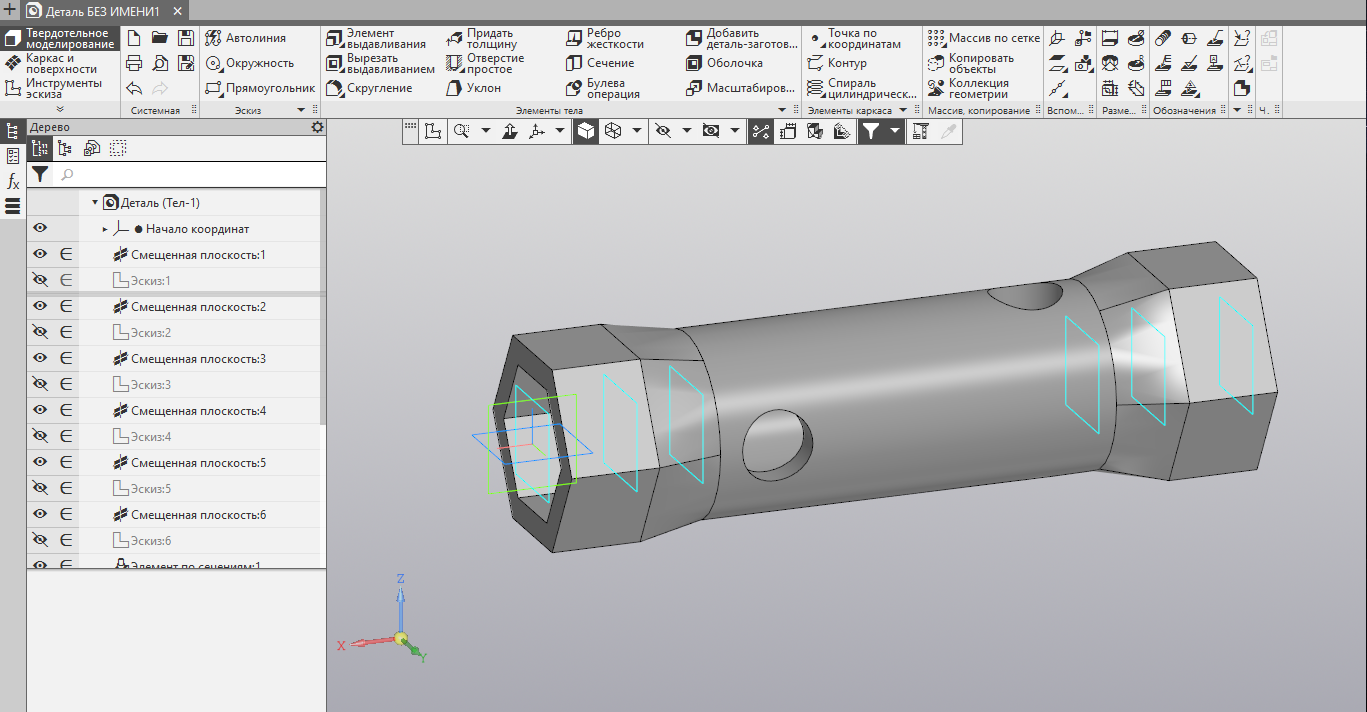 Деталь БЕЗ ИМЕНИ1
Твердотельное
моделирование
Каркас и
поверхности
Инструменты
эскиза
Системная
Автолиния
Окружность
Прямоугольник
Эскиз
Элемент
выдавливания
Вырезать
выдавливанием
Скругление
Придать
толщину
Отверстие
простое
Уклон
Ребро
жесткости
Сечение
Булева
операция
Добавить
деталь-заготов...
Оболочка
Масштабиров...
Элементы тела
Точка по
координатам
Контур
Спираль
цилиндрическ...
Элементы каркаса
Массив по сетке
Копировать
объекты
Коллекция
геометрии
Массив, копирование
Вспом...
Разме...
Обозначения
Ч.
Дерево
Деталь (Тел-1)
Начало координат
Смещенная плоскость:1
Эскиз:1
Смещенная плоскость:2
Эскиз:2
Смещенная плоскость:3
Эскиз:3
Смещенная плоскость:4
Эскиз:4
Смещенная плоскость:5
Эскиз:5
Смещенная плоскость:6
Эскиз:6
Элемент по сечениям:1
Z
X
Y